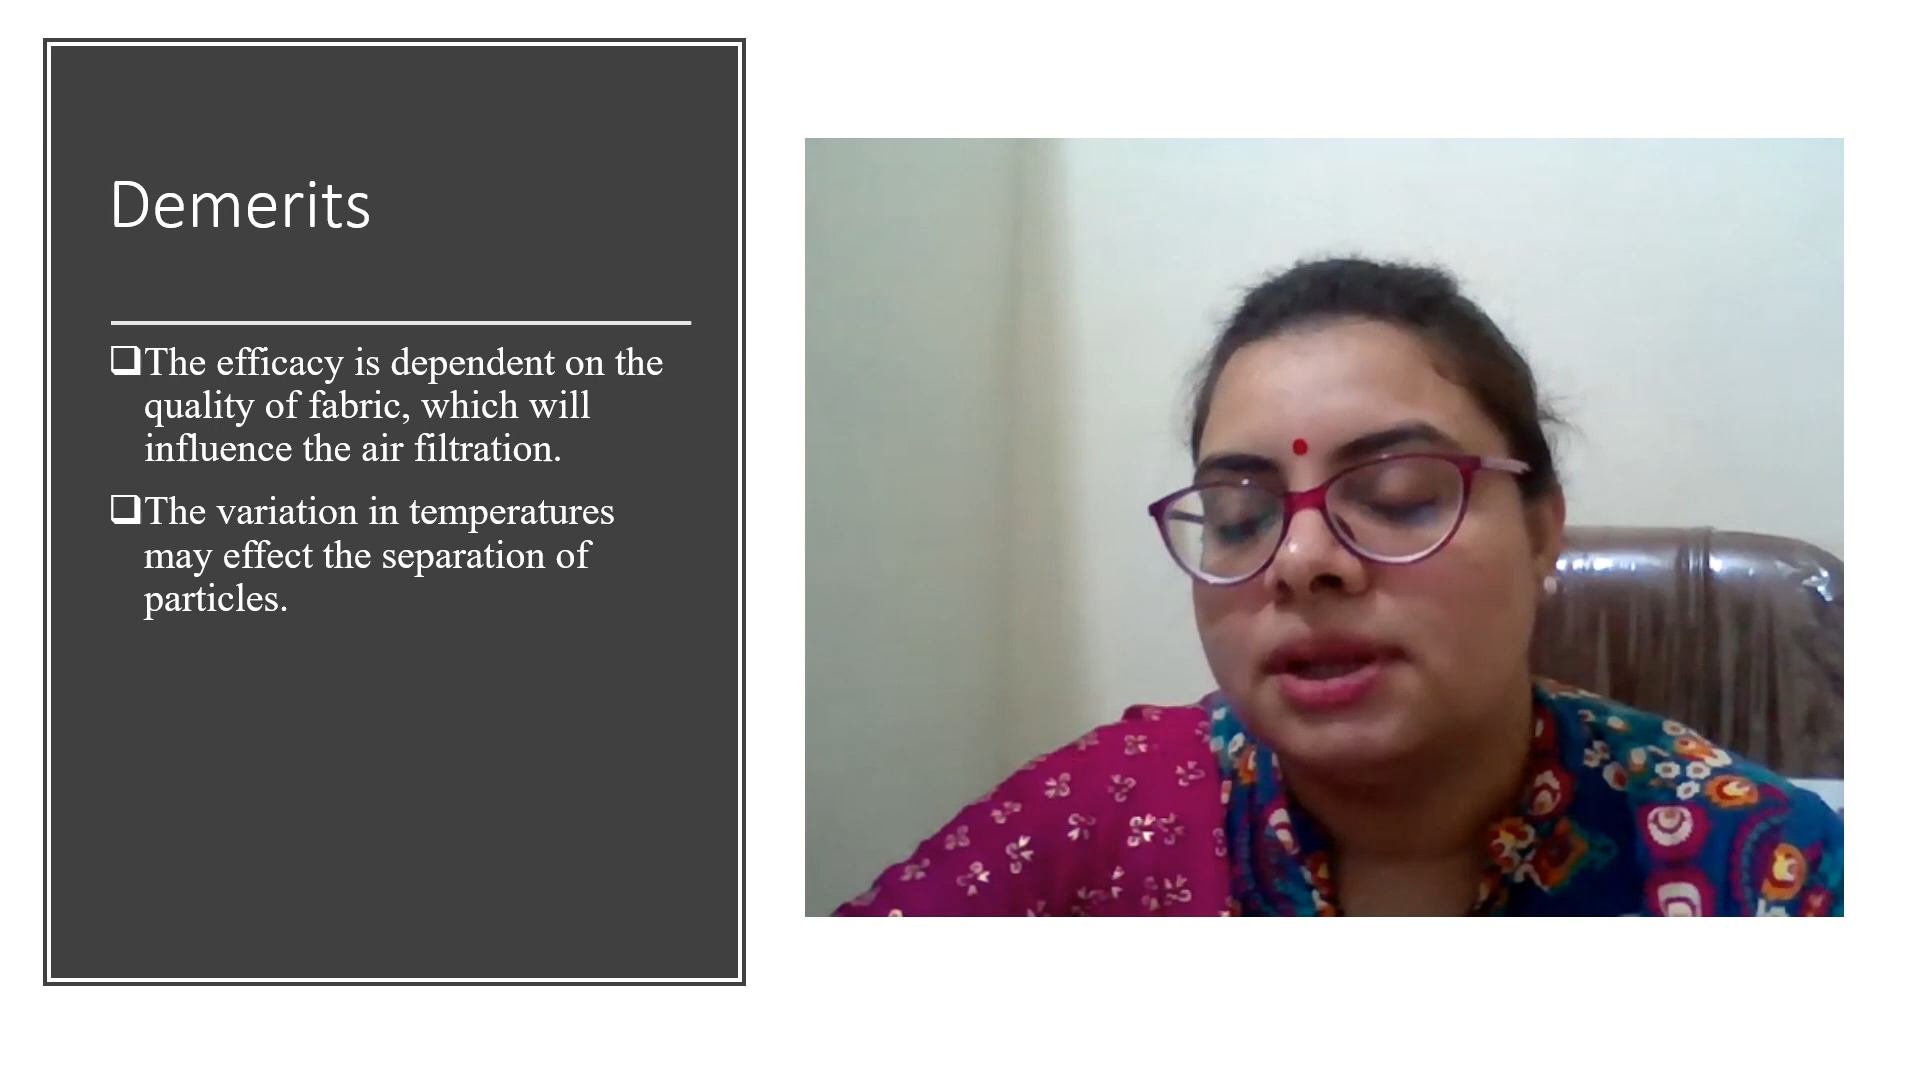 Demerits
❑The efficacy is dependent on the
quality of fabric, which will
influence the air filtration.
❑The variation in temperatures
may effect the separation of
particles.